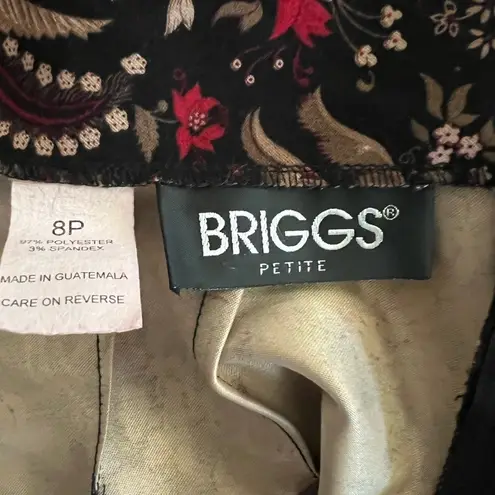 8P
97% POLYESTER
3% SPANDEX
MADE IN GUATEMALA
CARE ON REVERSE
BRIGGS®
PETITE